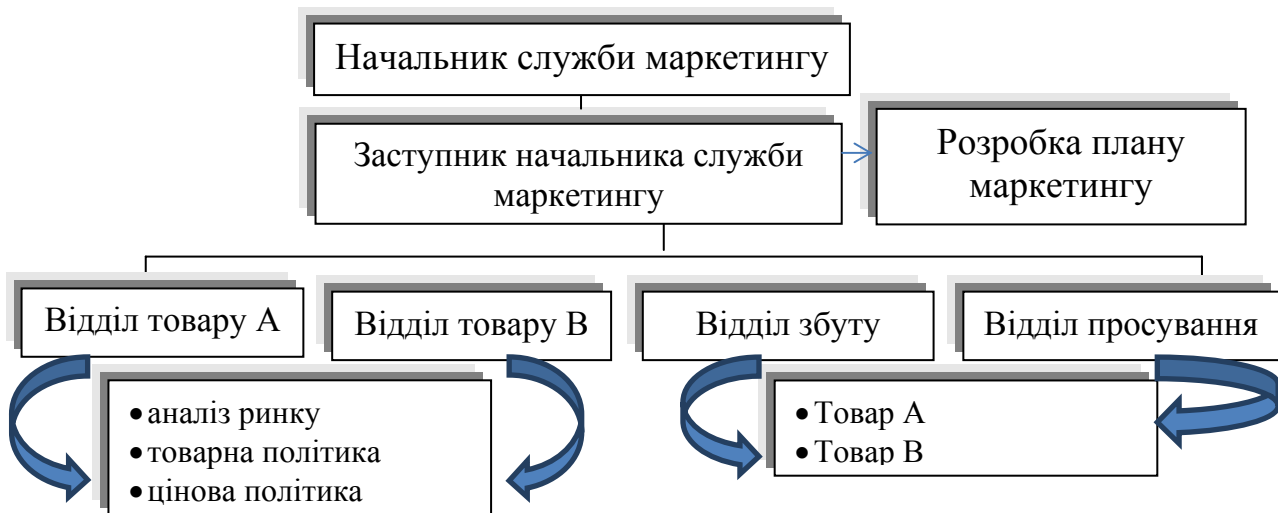 Начальник служби маркетингу
Заступник начальника служби
маркетингу
Розробка плану
маркетингу
Відділ товару А
Відділ товару В
Відділ збуту
Відділ просування
• аналіз ринку
• товарна політика
• цінова політика
• Товар А
• Товар В